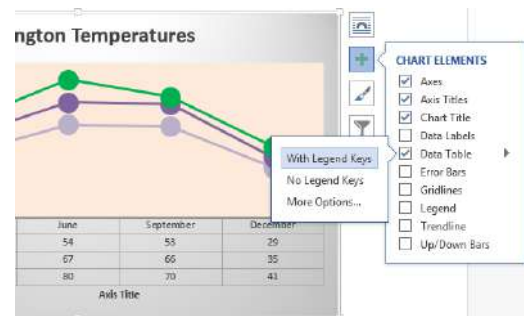 ngton Temperatures
CHART ELEMENTS
Axes
Axis Titles
Chart Title
Data Labels
Data Table
Error Bars
Gridlines
Legend
Trendline
Up/Down Bars
With Legend Keys
No Legend Keys
More Options...
June September December
54 53 29
67 66 35
80 70 41
Axis Title